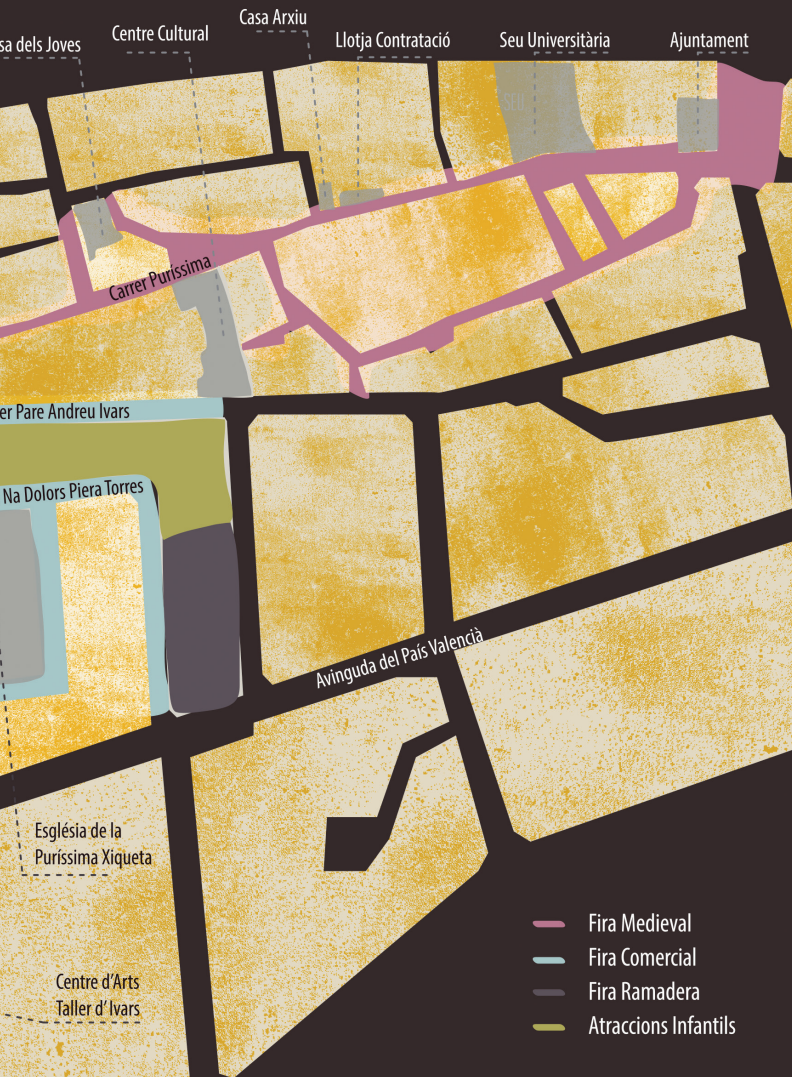 sa dels Joves
Centre Cultural
Casa Arxiu
Llotja Contratació
Seu Universitària
Ajuntament
SEU
Carrer Puríssima
er Pare Andreu Ivars
Na Dolors Piera Torres
Avinguda del País Valencià
Església de la
Puríssima Xiqueta
Centre d'Arts
Taller d' Ivars
Fira Medieval
Fira Comercial
Fira Ramadera
Atraccions Infantils